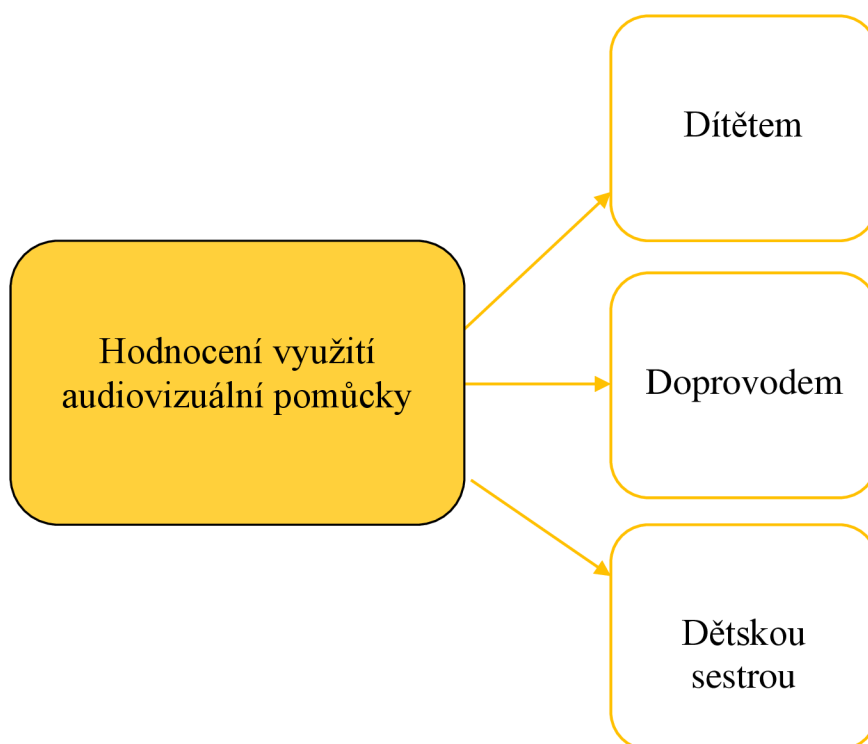 Hodnocení využití
audiovizuální pomůcky
Dítětem
Doprovodem
Dětskou
sestrou